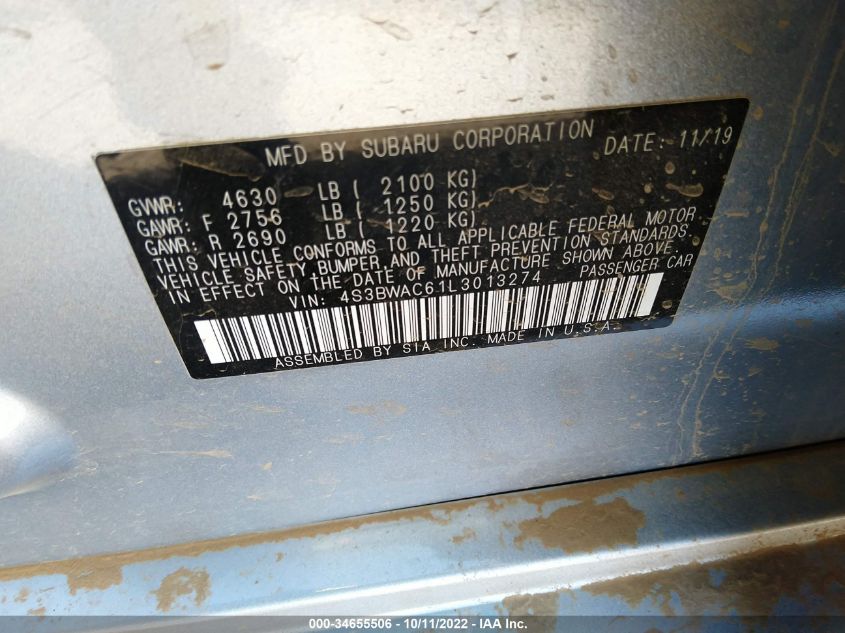 MFD BY SUBARU CORPORATION DATE: 11/19
GVWR: 4630 LB ( 2100 KG)
GAWR: F 2756 LB ( 1250 KG)
GAWR: R 2690 LB ( 1220 KG)
THIS VEHICLE CONFORMS TO ALL APPLICABLE FEDERAL MOTOR
VEHICLE SAFETY, BUMPER AND THEFT PREVENTION STANDARDS
IN EFFECT ON THE DATE OF MANUFACTURE SHOWN ABOVE.
VIN: 4S3BWAC61L3013274 PASSENGER CAR
ASSEMBLED BY SIA INC. MADE IN U.S.A.
000-34655506 - 10/11/2022 - IAA Inc.